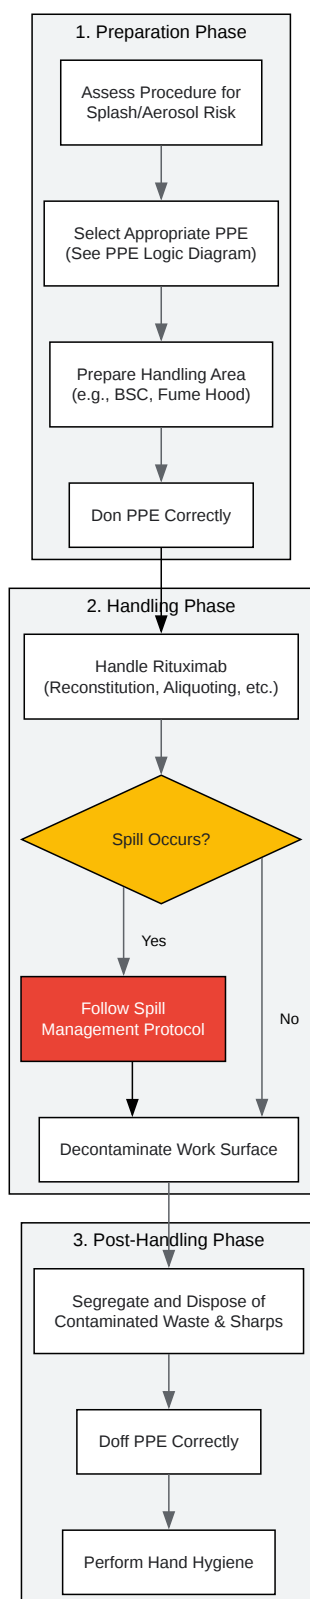 1. Preparation Phase
Assess Procedure for
Splash/Aerosol Risk
Select Appropriate PPE
(See PPE Logic Diagram)
Prepare Handling Area
(e.g., BSC, Fume Hood)
Don PPE Correctly
2. Handling Phase
Handle Rituximab
(Reconstitution, Aliquoting, etc.)
Spill Occurs?
Yes
Follow Spill
Management Protocol
No
Decontaminate Work Surface
3. Post-Handling Phase
Segregate and Dispose of
Contaminated Waste & Sharps
Doff PPE Correctly
Perform Hand Hygiene